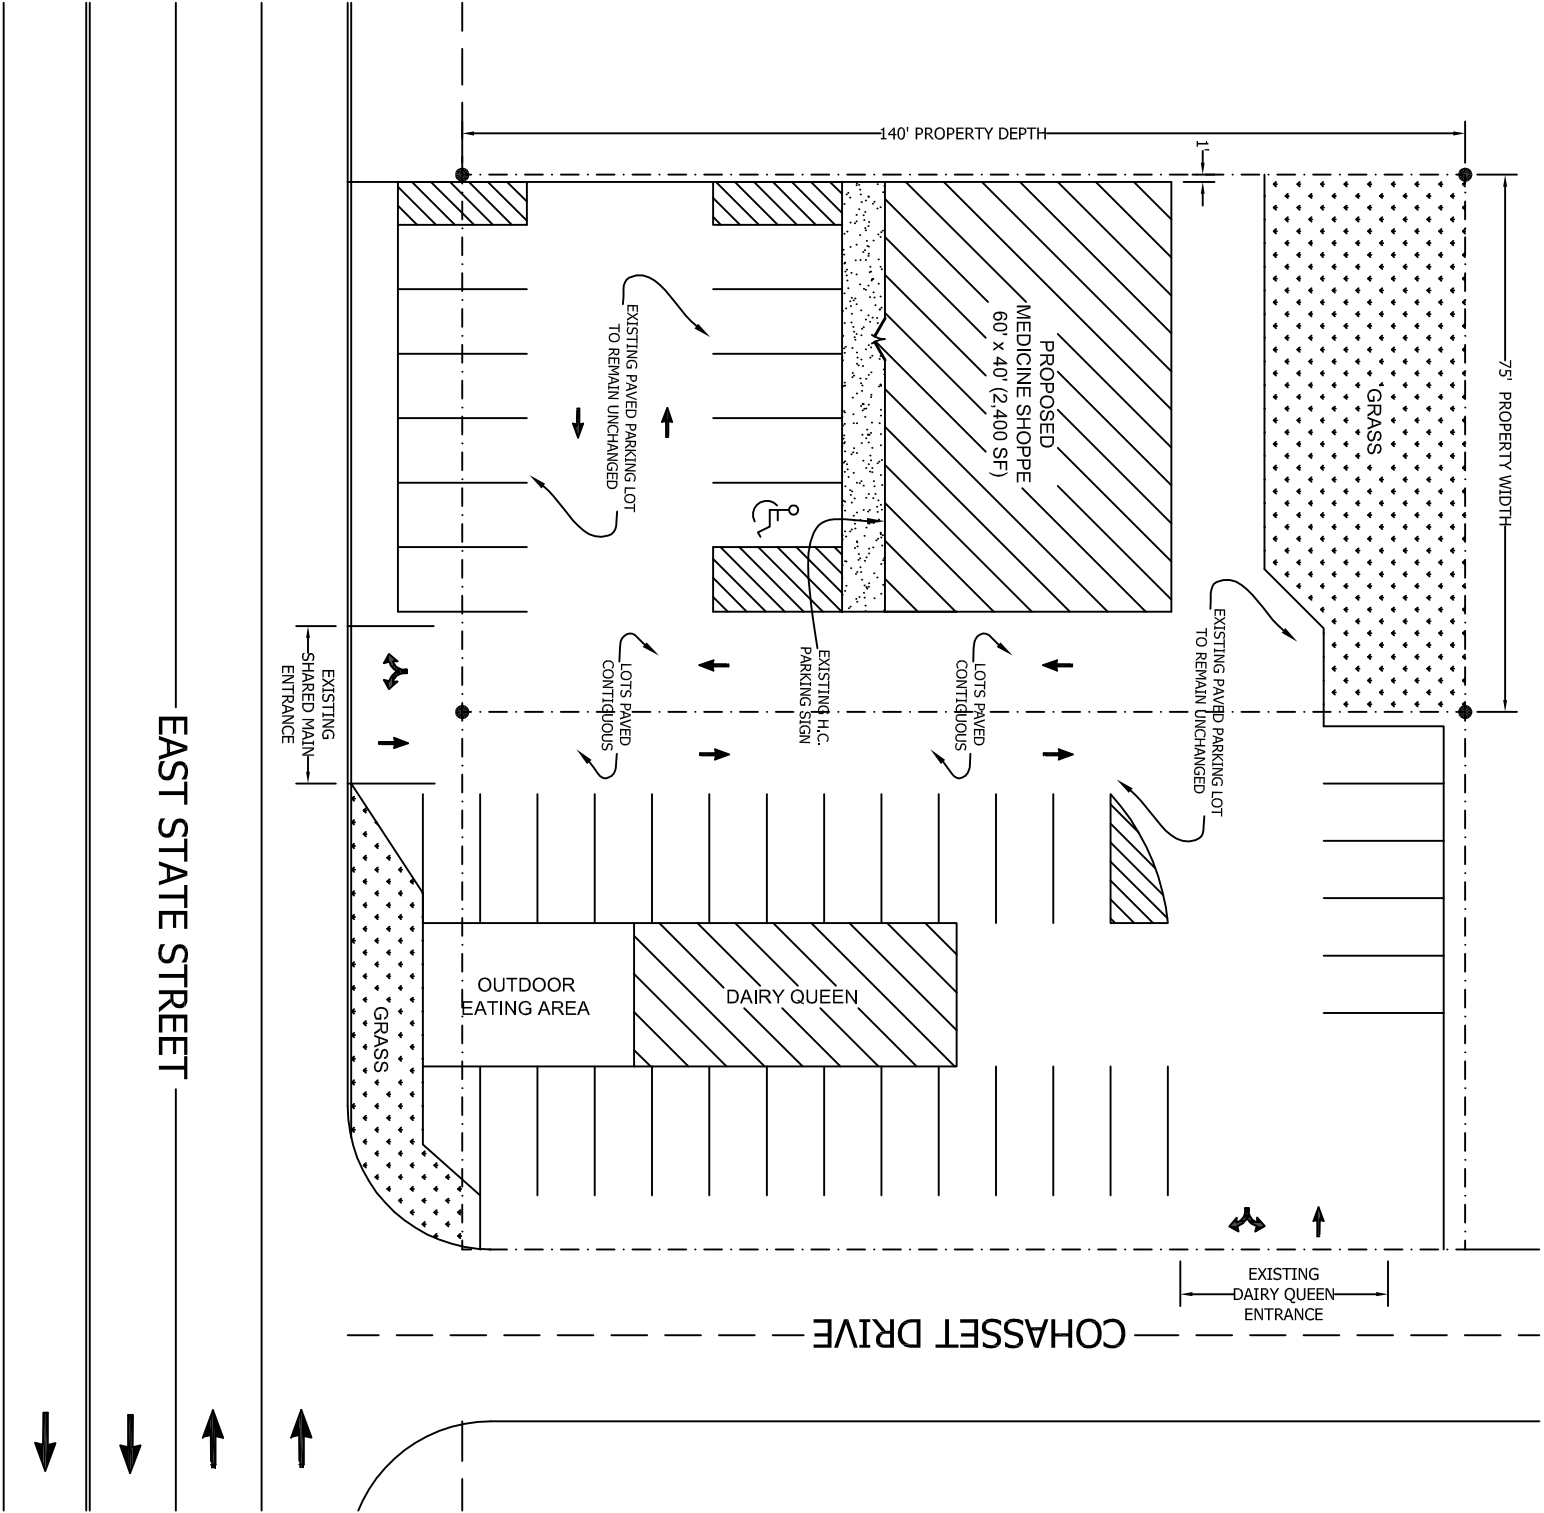 140' PROPERTY DEPTH
1'
75' PROPERTY WIDTH
GRASS
PROPOSED
MEDICINE SHOPPE
60' x 40' (2,400 SF)
EXISTING PAVED PARKING LOT
TO REMAIN UNCHANGED
EXISTING PAVED PARKING LOT
TO REMAIN UNCHANGED
LOTS PAVED
CONTIGUOUS
EXISTING H.C.
PARKING SIGN
LOTS PAVED
CONTIGUOUS
EXISTING
SHARED MAIN
ENTRANCE
EAST STATE STREET
OUTDOOR
EATING AREA
DAIRY QUEEN
GRASS
EXISTING
DAIRY QUEEN
ENTRANCE
COHASSET DRIVE